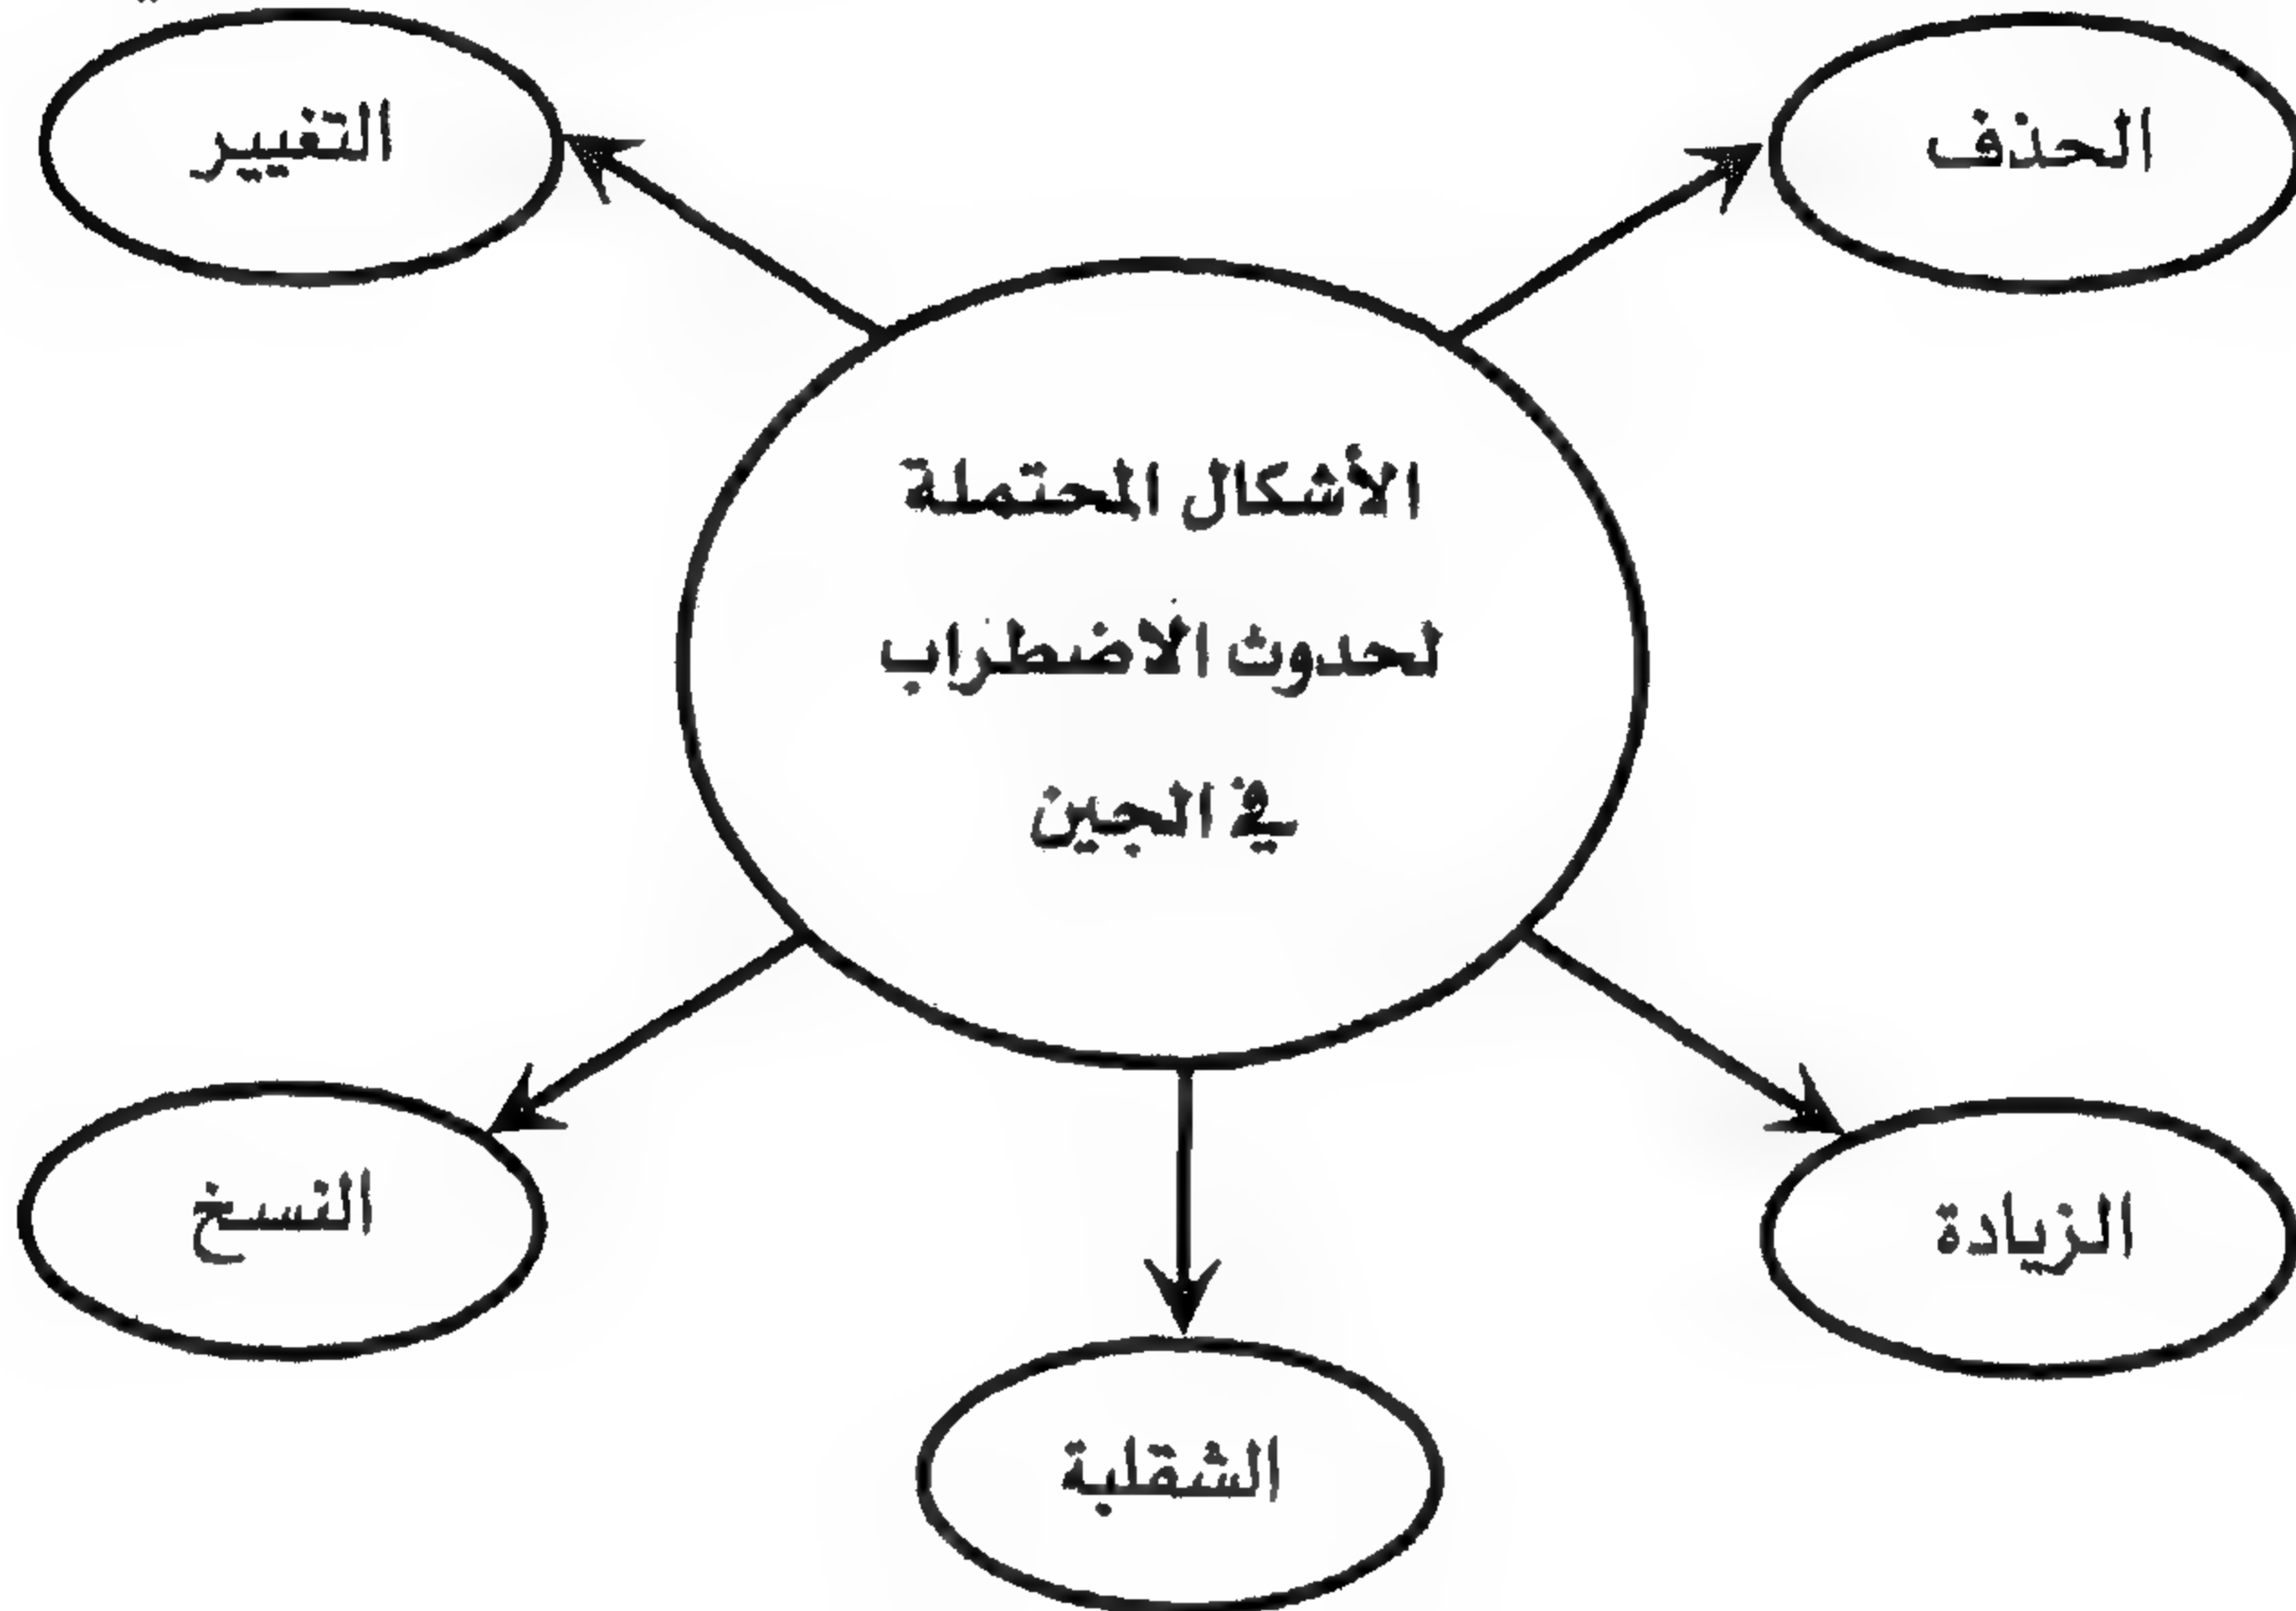 الحذف
التغيير
الأشكال المحتملة
لحدوث الاضطراب
في الجين
الزيادة
النسخ
الشقلبة